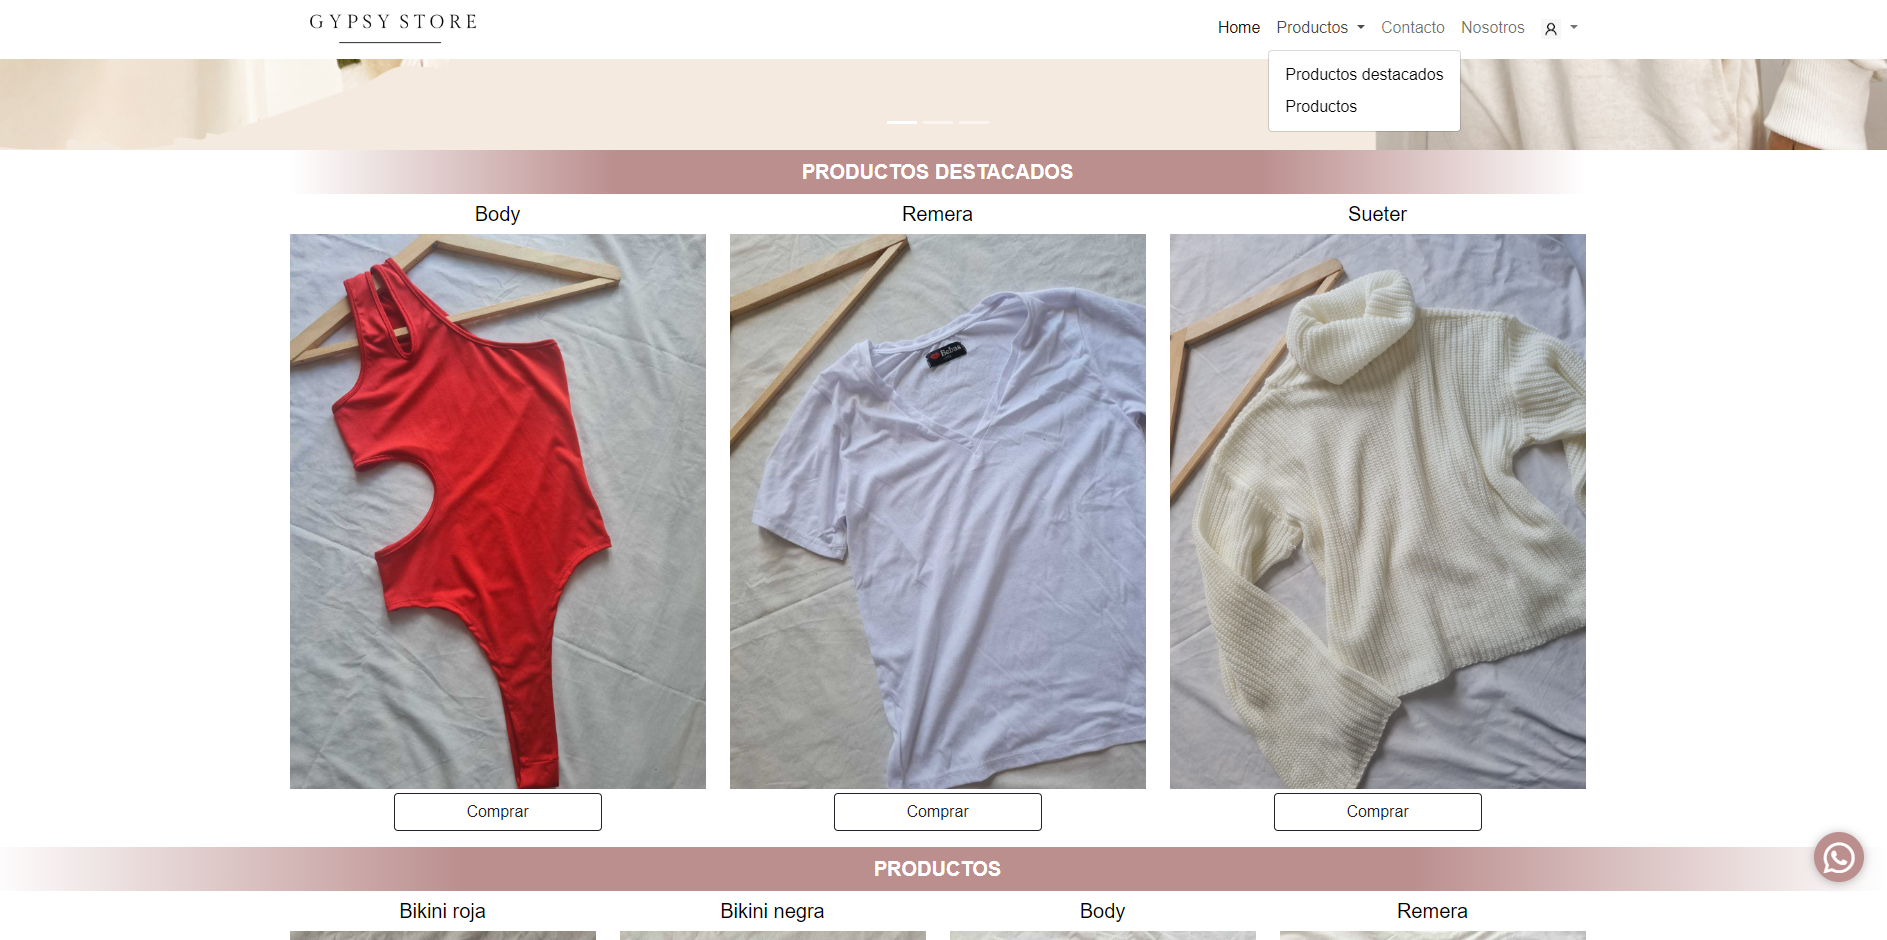 GYPSY STORE
Home Productos Contacto Nosotros
Productos destacados
Productos
PRODUCTOS DESTACADOS
Body Remera Sueter
Bebas
Comprar Comprar Comprar
PRODUCTOS
Bikini roja Bikini negra Body Remera